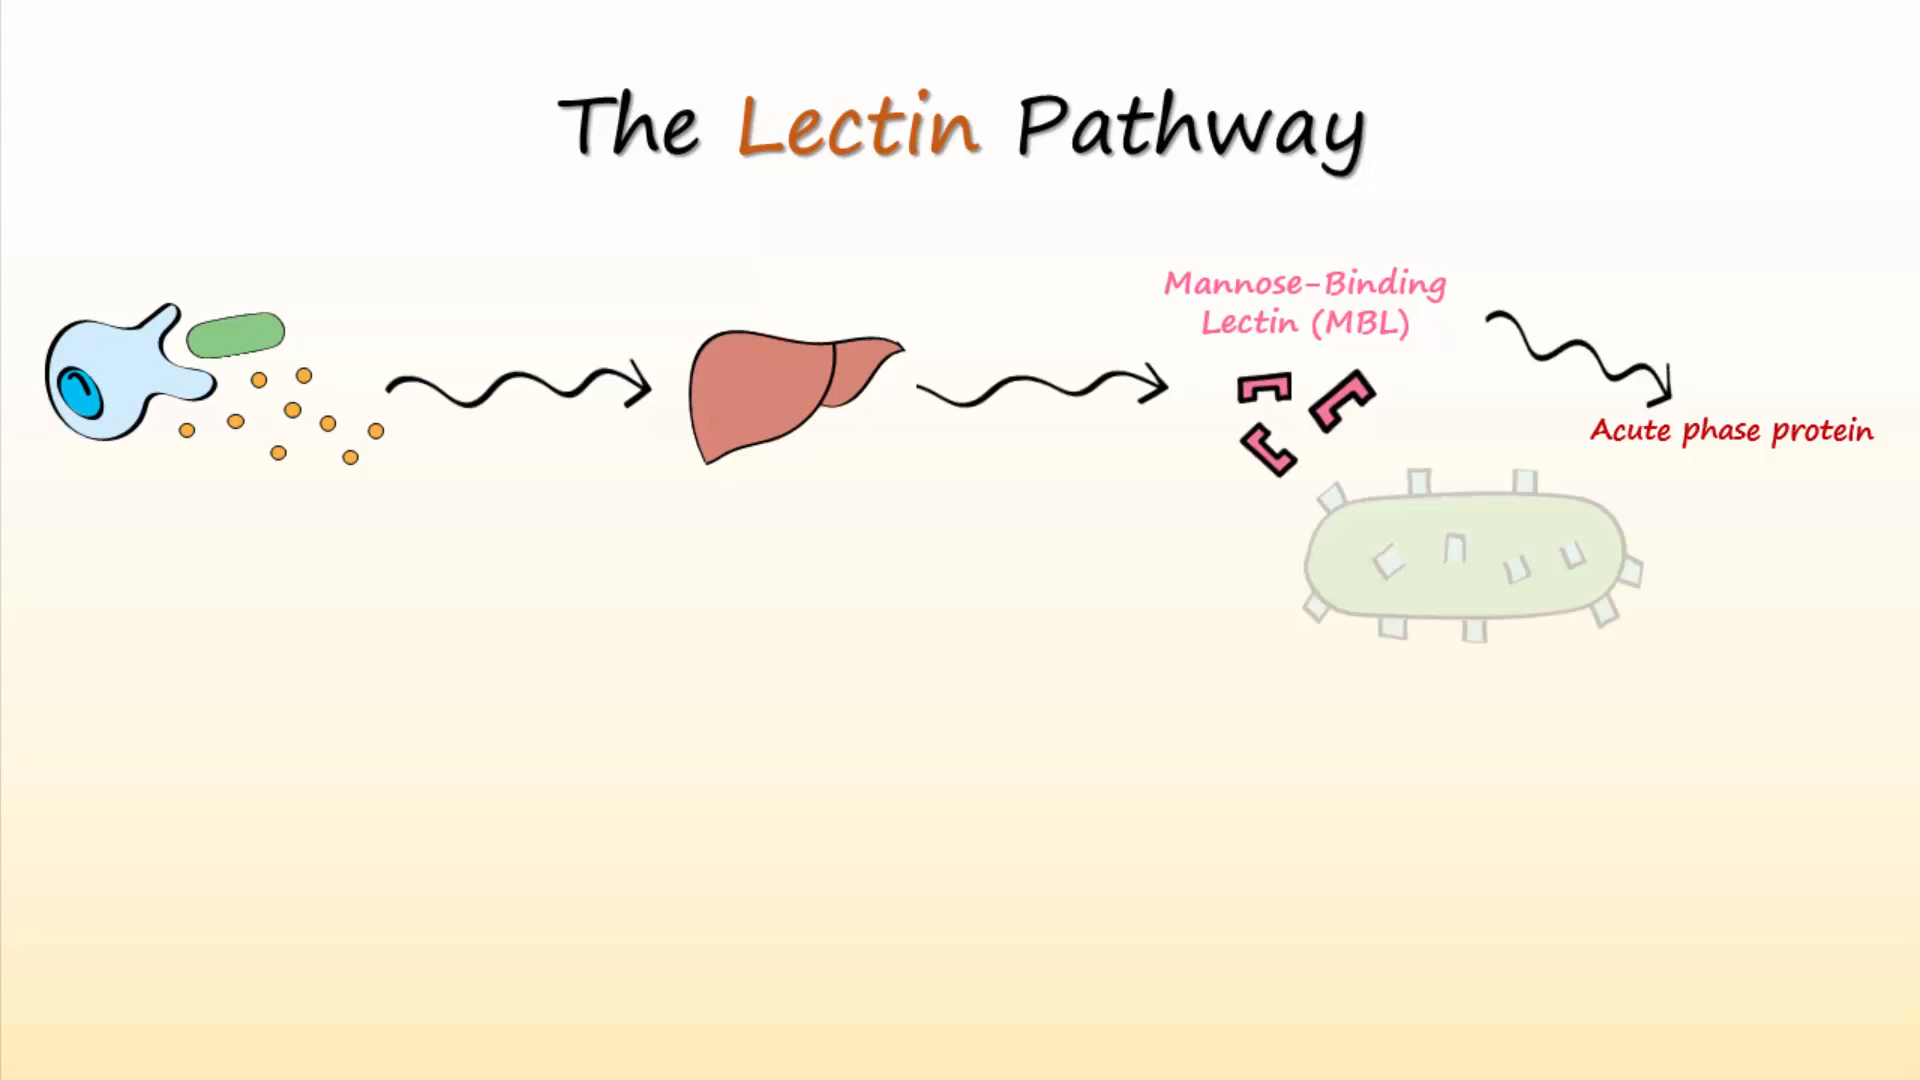 The Lectin Pathway
Mannose-Binding
Lectin (MBL)
Acute phase protein